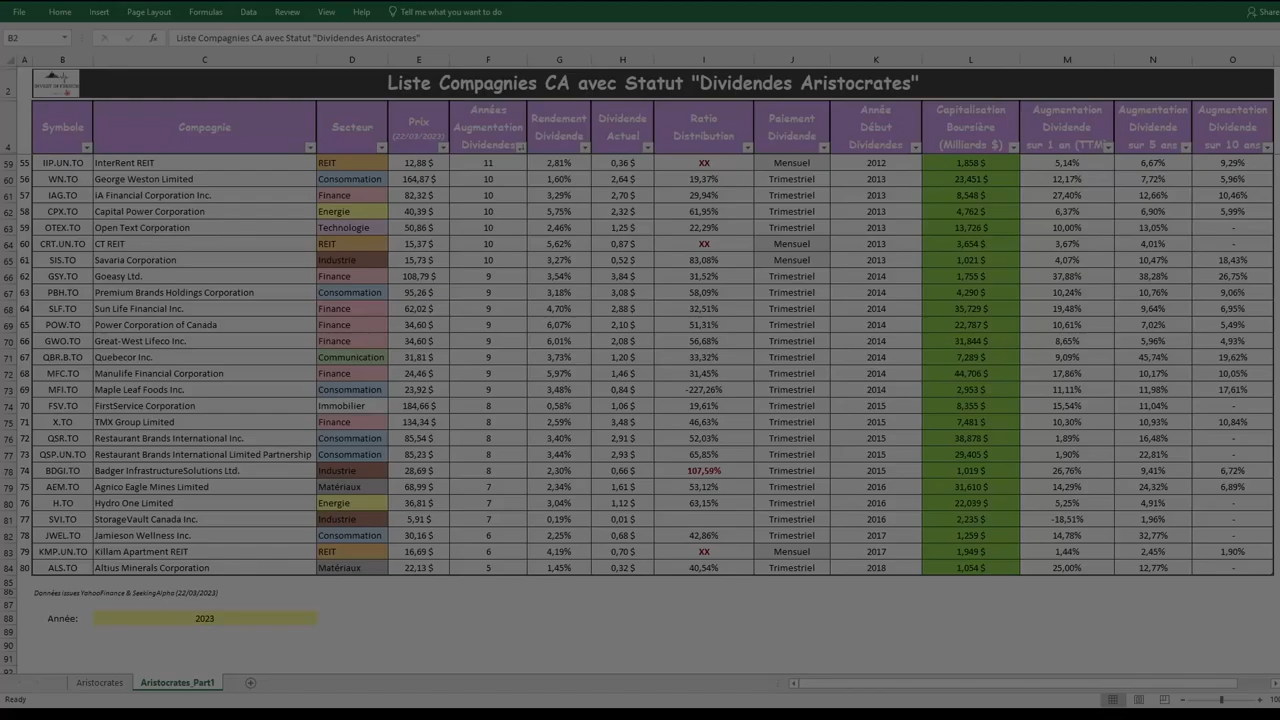 File Home Insert Page Layout Formulas Data Review View Help Tell me what you want to do Share
B2 fx Liste Compagnies CA avec Statut "Dividendes Aristocrates"
A B C D E F G H I J K L M N O
2 Liste Compagnies CA avec Statut "Dividendes Aristocrates"
4 Symbole Compagnie Secteur Prix (22/03/2023) Années Augmentation Dividendes Rendement Dividende Dividende Actuel Ratio Distribution Paiement Dividende Année Début Dividendes Capitalisation Boursière (Milliards $) Augmentation Dividende sur 1 an (TTM) Augmentation Dividende sur 5 ans Augmentation Dividende sur 10 ans
59 55 IIP.UN.TO InterRent REIT REIT 12,88 $ 11 2,81% 0,36 $ XX Mensuel 2012 1,858 $ 5,14% 6,67% 9,29%
60 56 WN.TO George Weston Limited Consommation 164,87 $ 10 1,60% 2,64 $ 19,37% Trimestriel 2013 23,451 $ 12,17% 7,72% 5,96%
61 57 IAG.TO iA Financial Corporation Inc. Finance 82,32 $ 10 3,29% 2,70 $ 29,94% Trimestriel 2013 8,548 $ 27,40% 12,66% 10,46%
62 58 CPX.TO Capital Power Corporation Energie 40,39 $ 10 5,75% 2,32 $ 61,95% Trimestriel 2013 4,762 $ 6,37% 6,90% 5,99%
63 59 OTEX.TO Open Text Corporation Technologie 50,86 $ 10 2,46% 1,25 $ 22,29% Trimestriel 2013 13,726 $ 10,00% 13,05% -
64 60 CRT.UN.TO CT REIT REIT 15,37 $ 10 5,65% 0,87 $ XX Mensuel 2013 3,654 $ 3,67% 4,01% -
65 61 SIS.TO Savaria Corporation Industrie 15,73 $ 10 3,27% 0,52 $ 83,08% Mensuel 2013 1,021 $ 4,07% 10,47% 18,43%
66 62 GSY.TO Goeasy Ltd. Finance 108,79 $ 9 3,54% 3,84 $ 31,52% Trimestriel 2014 1,755 $ 37,88% 38,28% 26,75%
67 63 PBH.TO Premium Brands Holdings Corporation Consommation 95,26 $ 9 3,18% 3,08 $ 58,09% Trimestriel 2014 4,290 $ 10,24% 10,76% 9,06%
68 64 SLF.TO Sun Life Financial Inc. Finance 62,02 $ 9 4,70% 2,88 $ 32,51% Trimestriel 2014 35,729 $ 19,48% 9,64% 6,95%
69 65 POW.TO Power Corporation of Canada Finance 34,60 $ 9 6,07% 2,10 $ 51,31% Trimestriel 2014 22,787 $ 10,61% 7,02% 5,49%
70 66 GWO.TO Great-West Lifeco Inc. Finance 34,60 $ 9 6,01% 2,08 $ 56,68% Trimestriel 2014 31,844 $ 8,65% 5,96% 4,93%
71 67 QBR.B.TO Quebecor Inc. Communication 31,81 $ 9 3,73% 1,20 $ 33,32% Trimestriel 2014 7,289 $ 9,09% 45,74% 19,62%
72 68 MFC.TO Manulife Financial Corporation Finance 24,46 $ 9 5,97% 1,46 $ 31,45% Trimestriel 2014 44,706 $ 17,86% 10,17% 10,05%
73 69 MFI.TO Maple Leaf Foods Inc. Consommation 23,92 $ 9 3,48% 0,84 $ -227,26% Trimestriel 2014 2,953 $ 11,11% 11,98% 17,61%
74 70 FSV.TO FirstService Corporation Immobilier 184,66 $ 8 0,58% 1,06 $ 19,61% Trimestriel 2015 8,355 $ 15,54% 11,04% -
75 71 X.TO TMX Group Limited Finance 134,34 $ 8 2,59% 3,48 $ 46,63% Trimestriel 2015 7,481 $ 10,30% 10,93% 10,84%
76 72 QSR.TO Restaurant Brands International Inc. Consommation 85,54 $ 8 3,40% 2,91 $ 52,03% Trimestriel 2015 38,878 $ 1,89% 16,48% -
77 73 QSP.UN.TO Restaurant Brands International Limited Partnership Consommation 85,23 $ 8 3,44% 2,93 $ 65,85% Trimestriel 2015 29,405 $ 1,90% 22,81% -
78 74 BDGI.TO Badger InfrastructureSolutions Ltd. Industrie 28,69 $ 8 2,30% 0,66 $ 107,59% Trimestriel 2015 1,019 $ 26,76% 9,41% 6,72%
79 75 AEM.TO Agnico Eagle Mines Limited Matériaux 68,99 $ 7 2,34% 1,61 $ 53,12% Trimestriel 2016 31,610 $ 14,29% 24,32% 6,89%
80 76 H.TO Hydro One Limited Energie 36,81 $ 7 3,04% 1,12 $ 63,15% Trimestriel 2016 22,039 $ 5,25% 4,91% -
81 77 SVI.TO StorageVault Canada Inc. Industrie 5,91 $ 7 0,19% 0,01 $ Trimestriel 2016 2,235 $ -18,51% 1,96% -
82 78 JWEL.TO Jamieson Wellness Inc. Consommation 30,16 $ 6 2,25% 0,68 $ 42,86% Trimestriel 2017 1,259 $ 14,78% 32,77% -
83 79 KMP.UN.TO Killam Apartment REIT REIT 16,69 $ 6 4,19% 0,70 $ XX Mensuel 2017 1,949 $ 1,44% 2,45% 1,90%
84 80 ALS.TO Altius Minerals Corporation Matériaux 22,13 $ 5 1,45% 0,32 $ 40,54% Trimestriel 2018 1,054 $ 25,00% 12,77% -
85
86 Données issues YahooFinance & SeekingAlpha (22/03/2023)
87
88 Année: 2023
89
90
91
92
Aristocrates Aristocrates_Part1
Ready